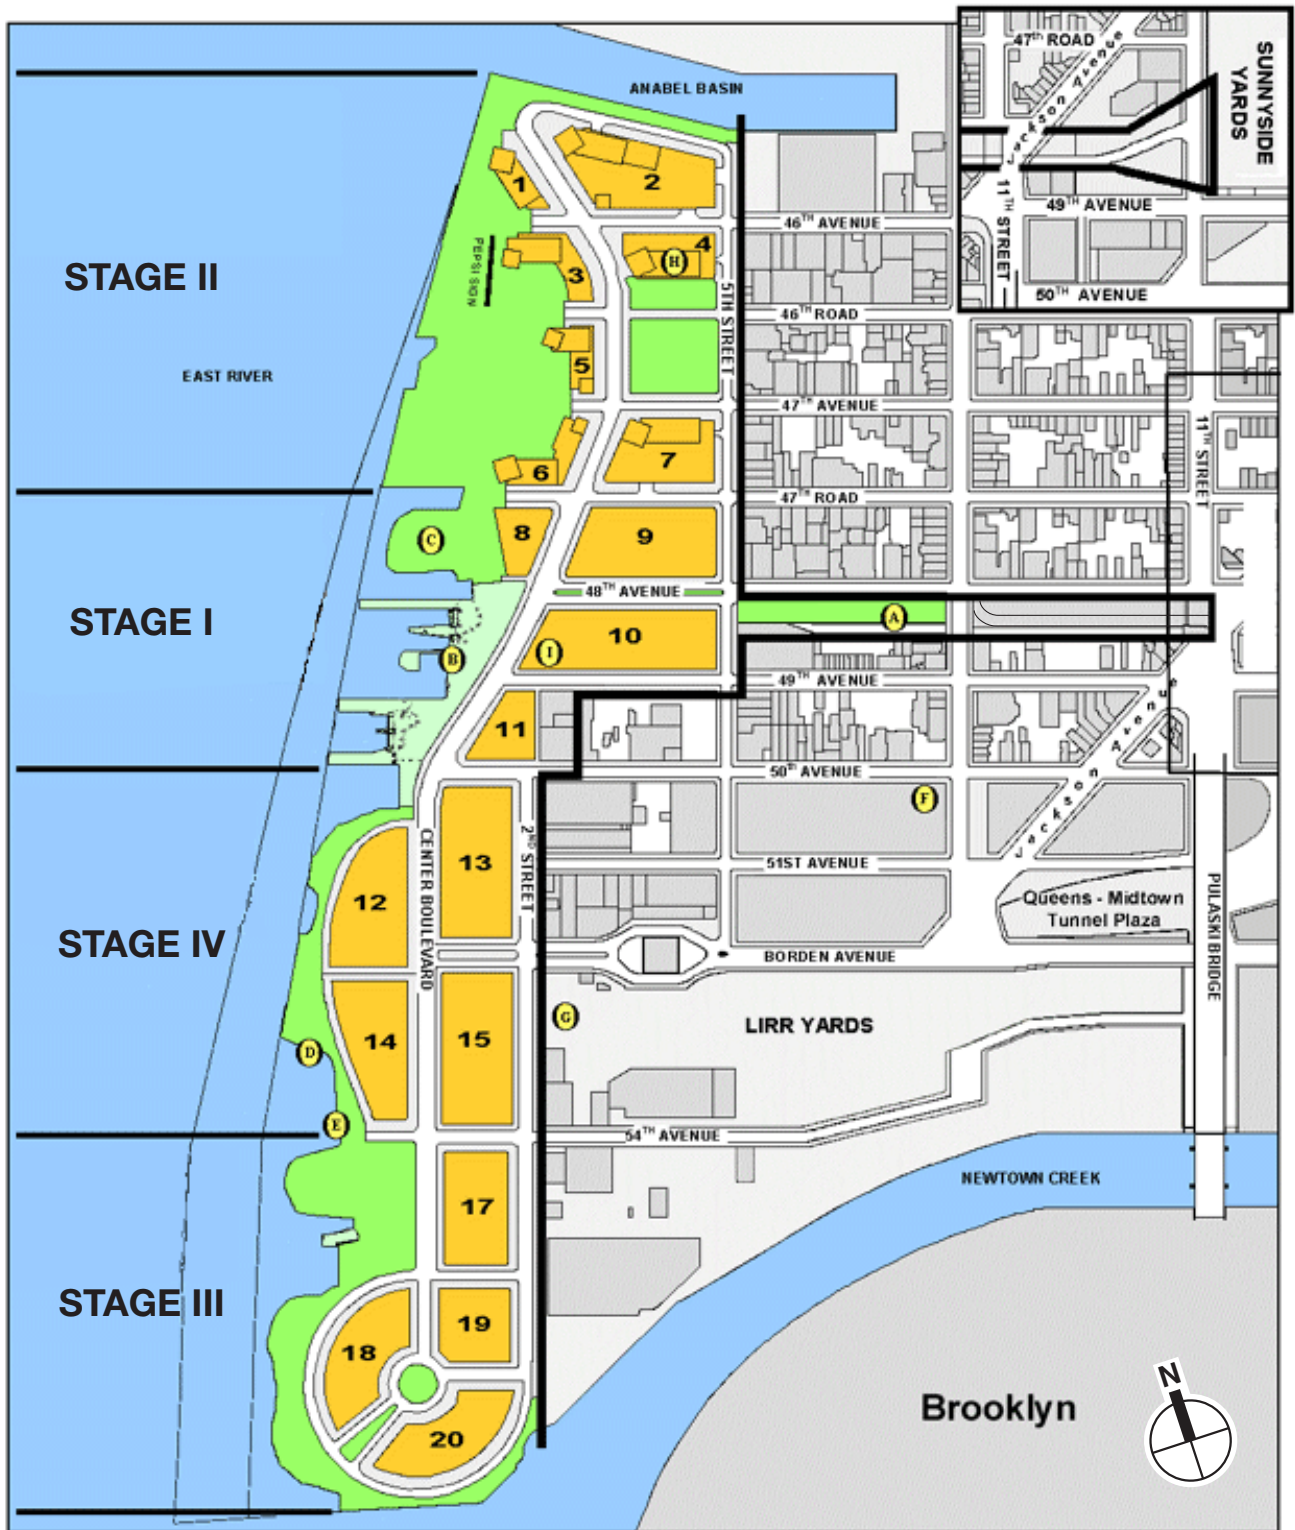 47th ROAD
Jackson Avenue
SUNNYSIDE
YARDS
11TH STREET
49TH AVENUE
50TH AVENUE
ANABEL BASIN
1
2
46TH AVENUE
STAGE II
PEPSI SIGN
3
4
H
5TH STREET
46TH ROAD
EAST RIVER
5
47TH AVENUE
11TH STREET
6
7
47TH ROAD
C
8
9
48TH AVENUE
STAGE I
A
B
I
10
49TH AVENUE
11
50th AVENUE
Jackson Avenue
F
CENTER BOULEVARD
2ND STREET
13
51ST AVENUE
12
Queens - Midtown
Tunnel Plaza
PULASKI BRIDGE
STAGE IV
BORDEN AVENUE
G
LIRR YARDS
14
15
D
E
54TH AVENUE
NEWTOWN CREEK
17
STAGE III
19
18
20
Brooklyn
N